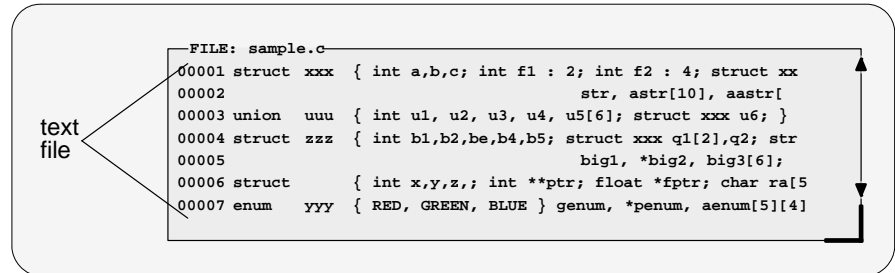 FILE: sample.c
00001 struct xxx { int a,b,c; int f1 : 2; int f2 : 4; struct xx
00002 str, astr[10], aastr[
00003 union uuu { int u1, u2, u3, u4, u5[6]; struct xxx u6; }
00004 struct zzz { int b1,b2,be,b4,b5; struct xxx q1[2],q2; str
00005 big1, *big2, big3[6];
00006 struct { int x,y,z,; int **ptr; float *fptr; char ra[5
00007 enum yyy { RED, GREEN, BLUE } genum, *penum, aenum[5][4]
text
file